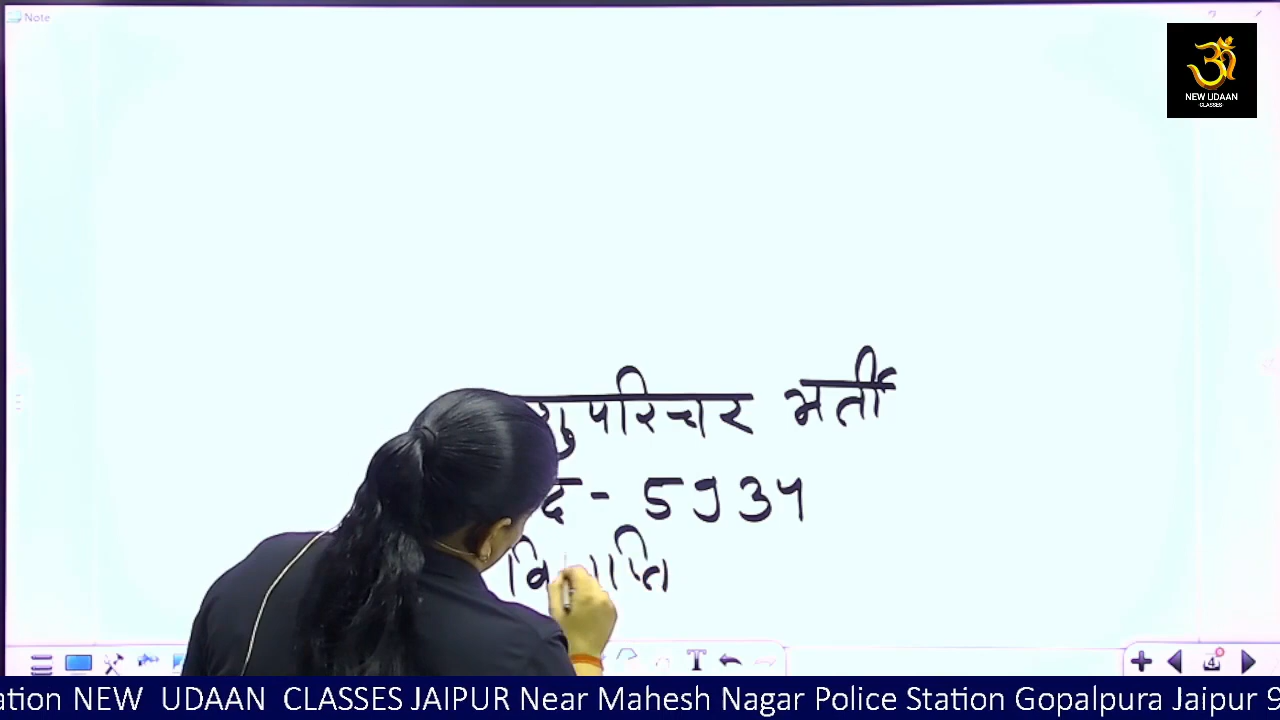 Note
NEW UDAAN
CLASSES
शुपरिचर भर्ती
द - 5934
4
ation NEW UDAAN CLASSES JAIPUR Near Mahesh Nagar Police Station Gopalpura Jaipur 9